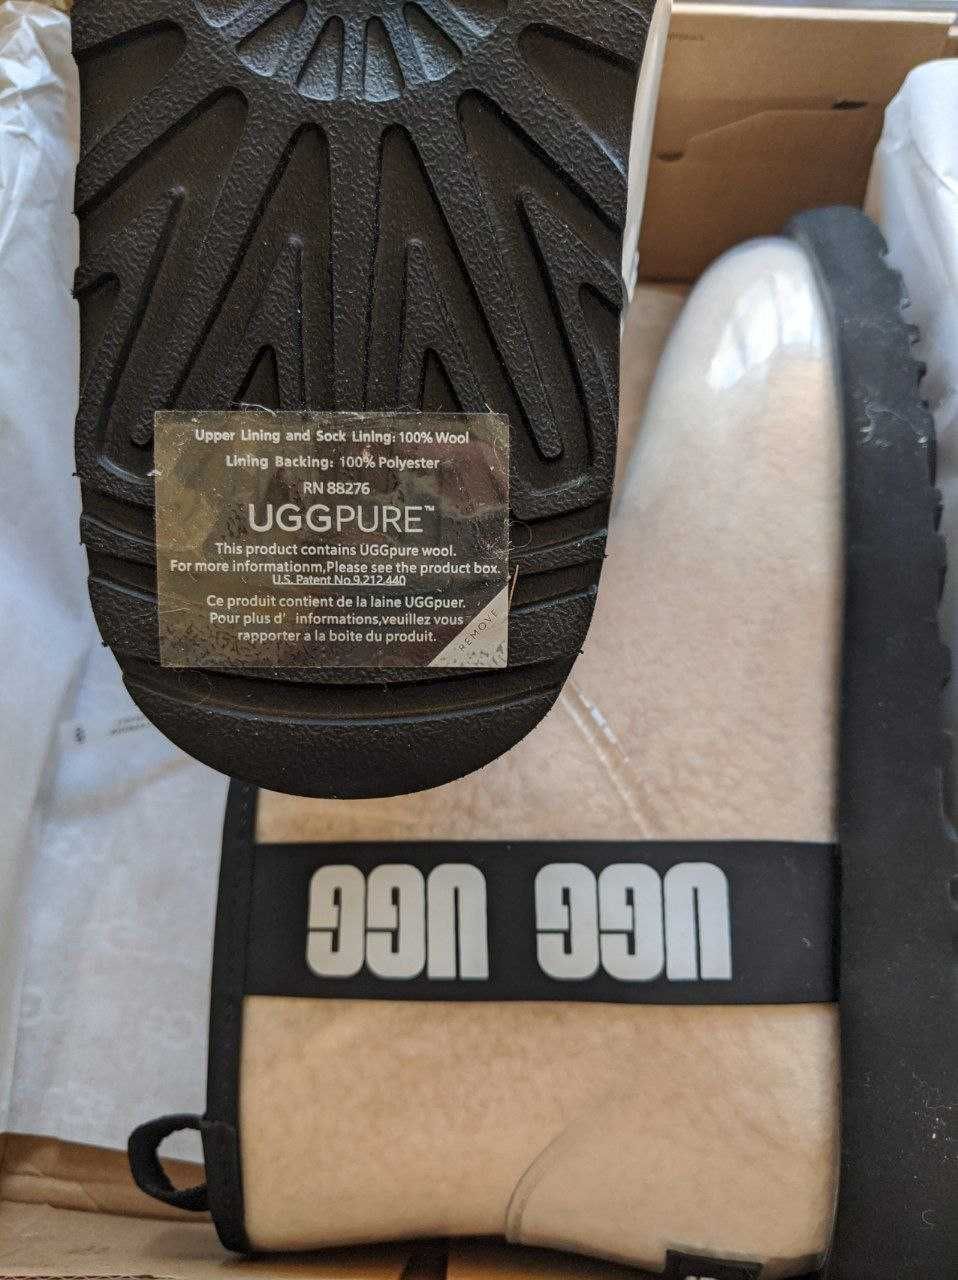 Upper Lining and Sock Lining: 100% Wool
Lining Backing: 100% Polyester
RN 88276
UGGPURE™
This product contains UGGpure wool.
For more informationm,Please see the product box.
U.S. Patent No.9,212,440
Ce produit contient de la laine UGGpuer.
Pour plus d' informations,veuillez vous
rapporter a la boite du produit.
REMOVE
UGG UGG